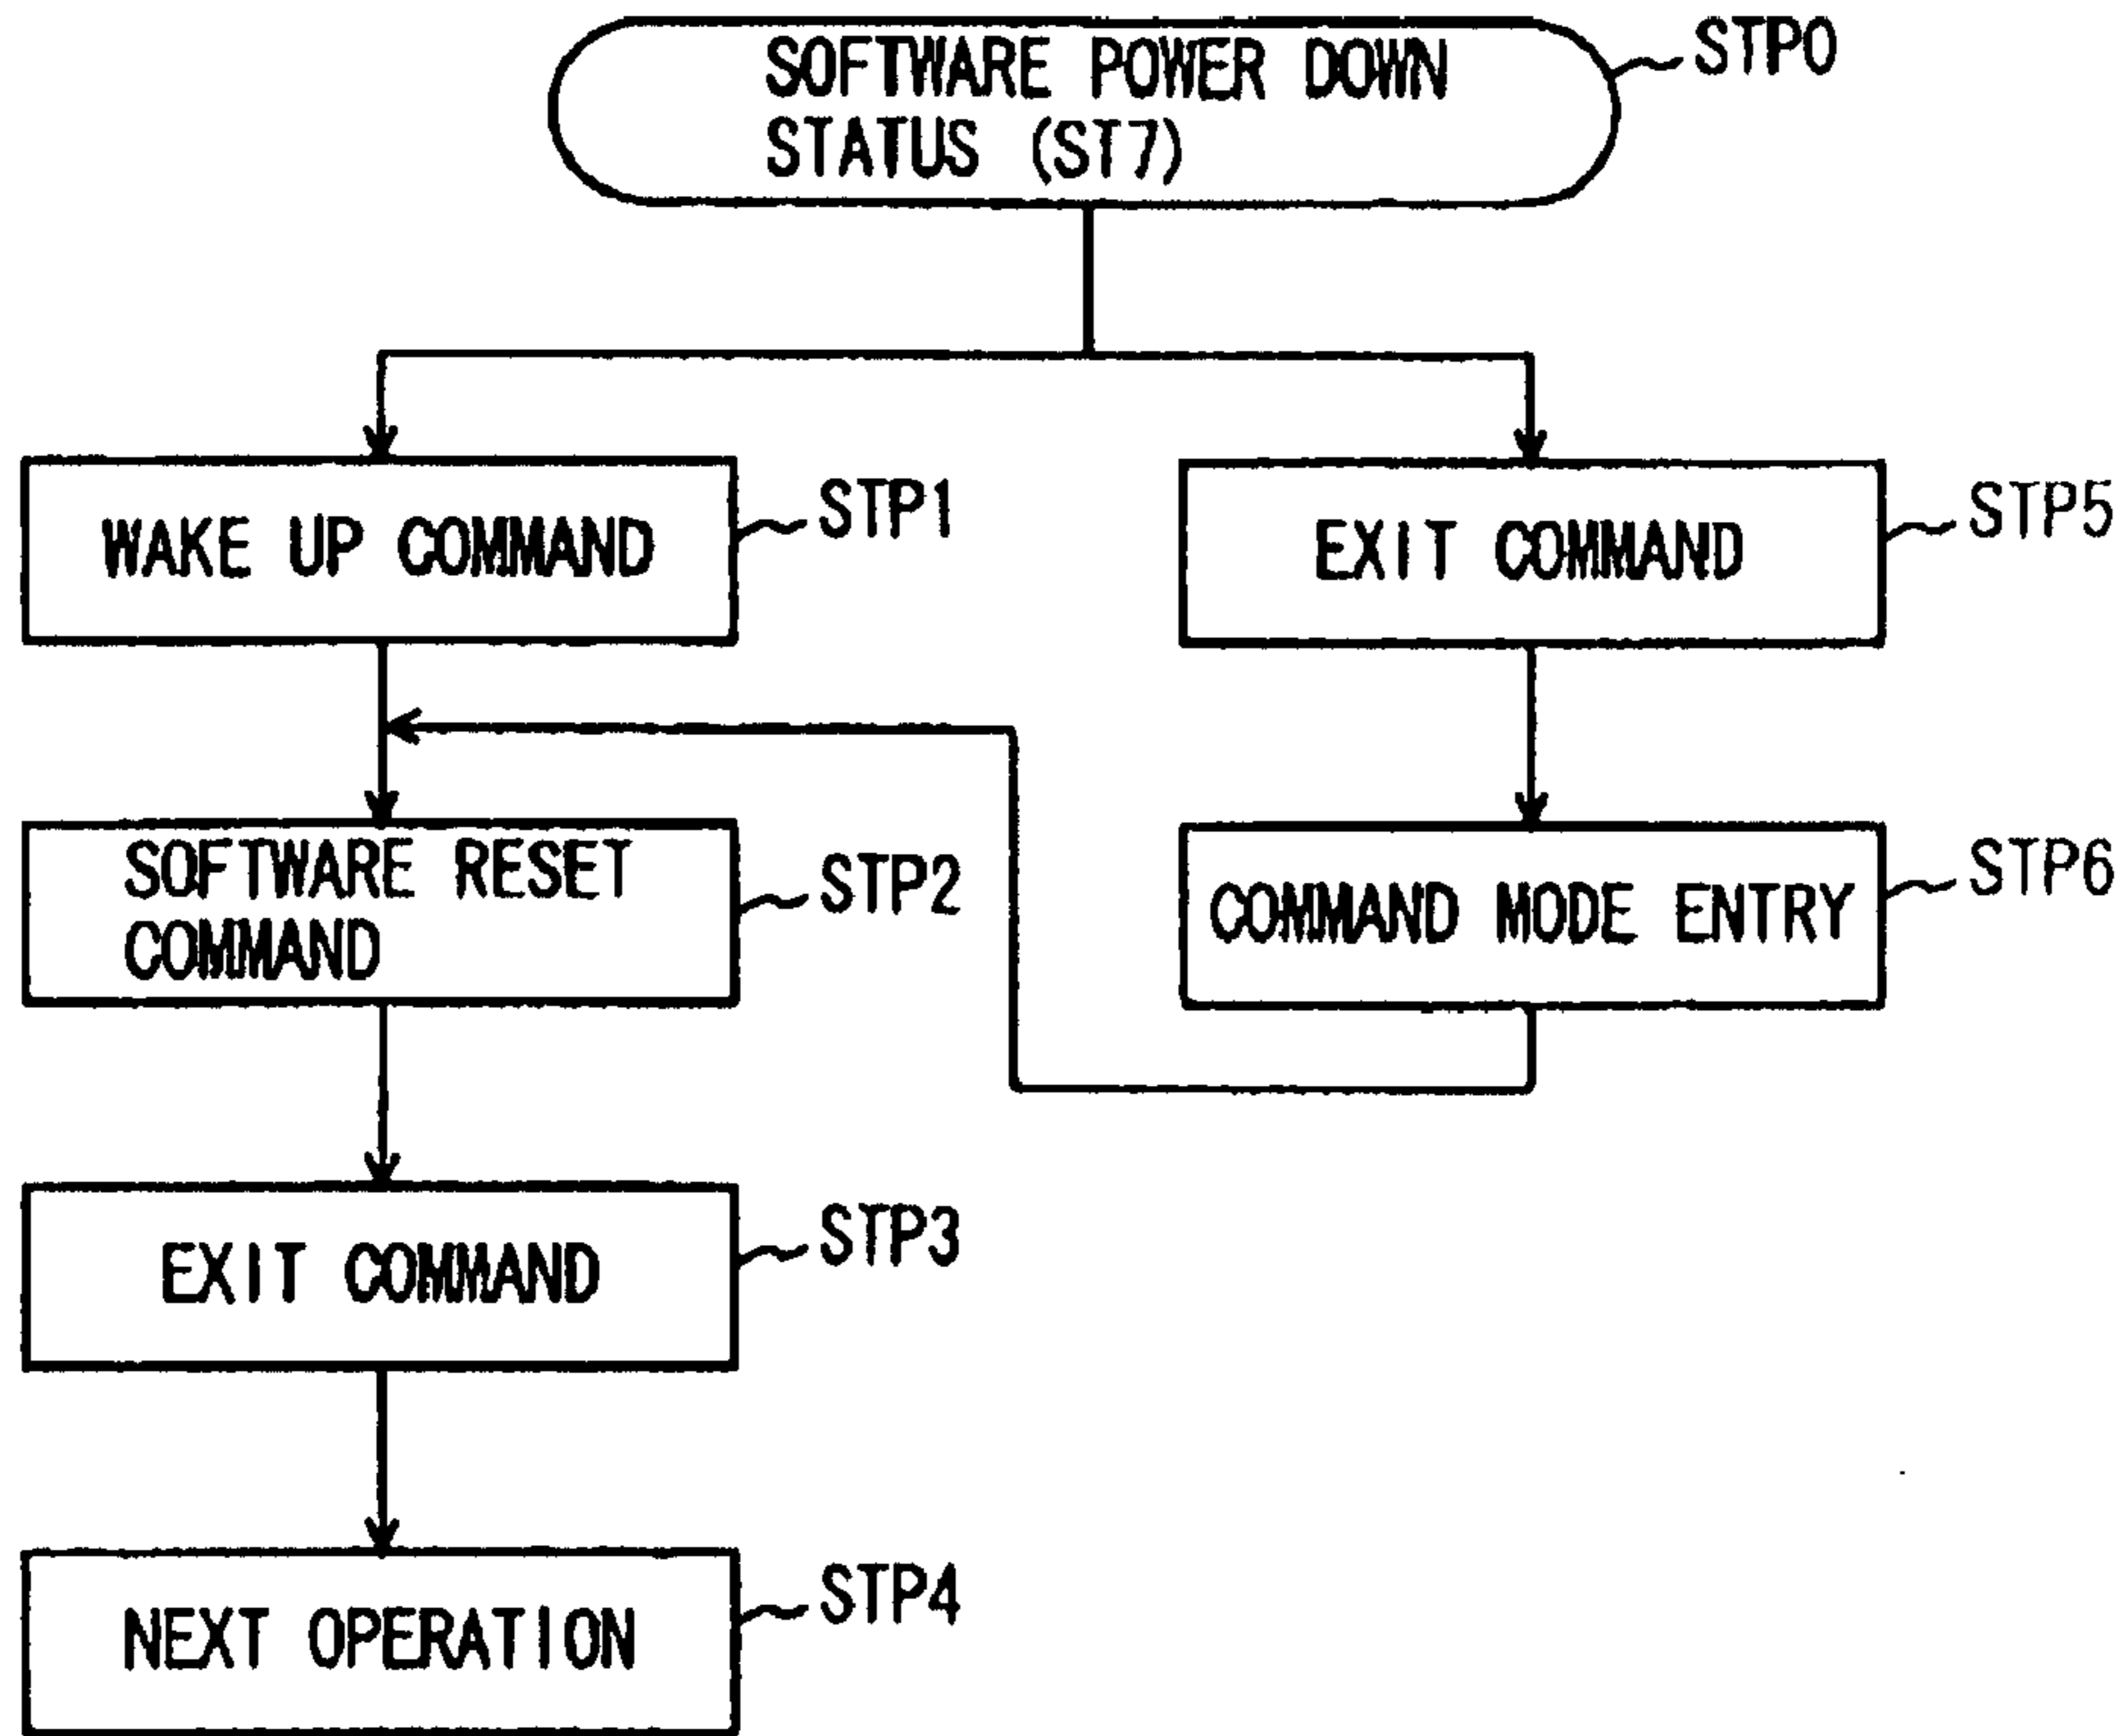 SOFTWARE POWER DOWN
STATUS (ST7)
STP0
WAKE UP COMMAND
STP1
EXIT COMMAND
STP5
SOFTWARE RESET
COMMAND
STP2
COMMAND MODE ENTRY
STP6
EXIT COMMAND
STP3
NEXT OPERATION
STP4